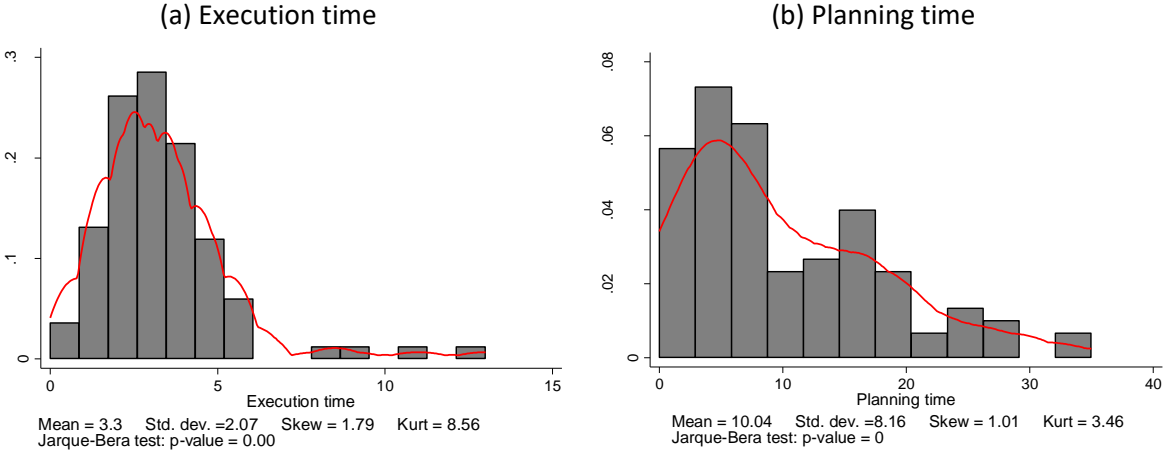 (a) Execution time
.3
.2
.1
0
0 5 10 15
Execution time
Mean = 3.3 Std. dev. =2.07 Skew = 1.79 Kurt = 8.56
Jarque-Bera test: p-value = 0.00
(b) Planning time
.08
.06
.04
.02
0
0 10 20 30 40
Planning time
Mean = 10.04 Std. dev. =8.16 Skew = 1.01 Kurt = 3.46
Jarque-Bera test: p-value = 0